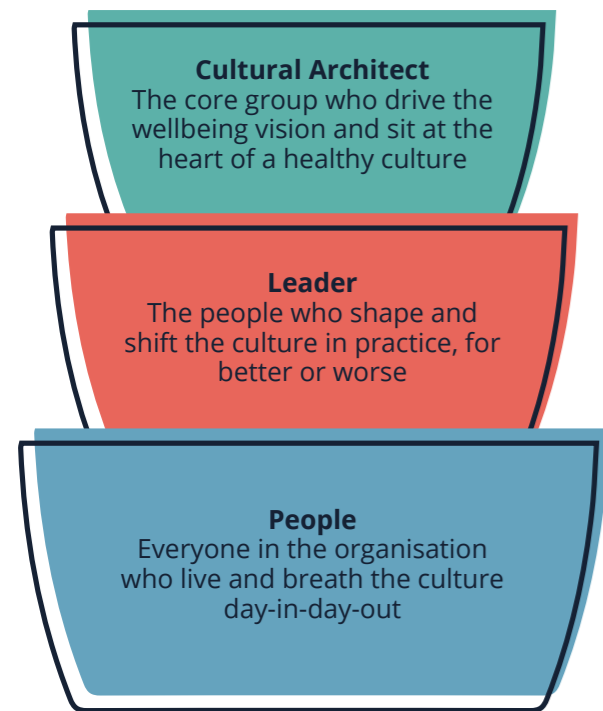 Cultural Architect
The core group who drive the
wellbeing vision and sit at the
heart of a healthy culture
Leader
The people who shape and
shift the culture in practice, for
better or worse
People
Everyone in the organisation
who live and breath the culture
day-in-day-out